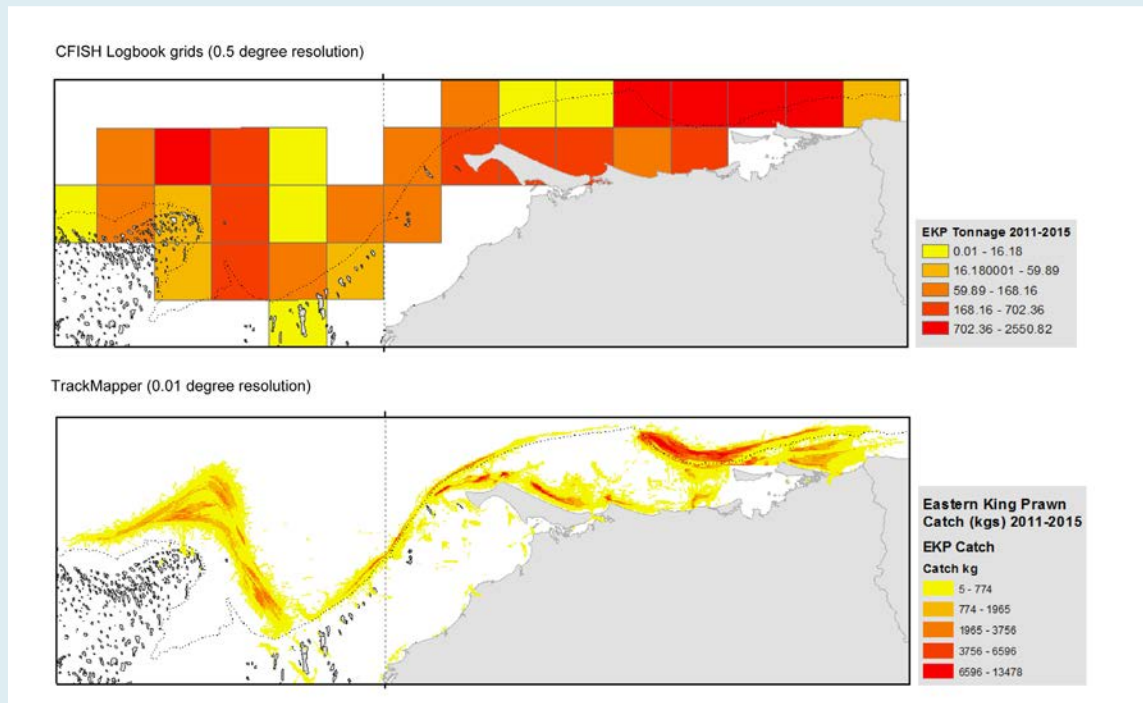 CFISH Logbook grids (0.5 degree resolution)
EKP Tonnage 2011-2015
0.01 - 16.18
16.180001 - 59.89
59.89 - 168.16
168.16 - 702.36
702.36 - 2550.82
TrackMapper (0.01 degree resolution)
Eastern King Prawn
Catch (kgs) 2011-2015
EKP Catch
Catch kg
5 - 774
774 - 1965
1965 - 3756
3756 - 6596
6596 - 13478